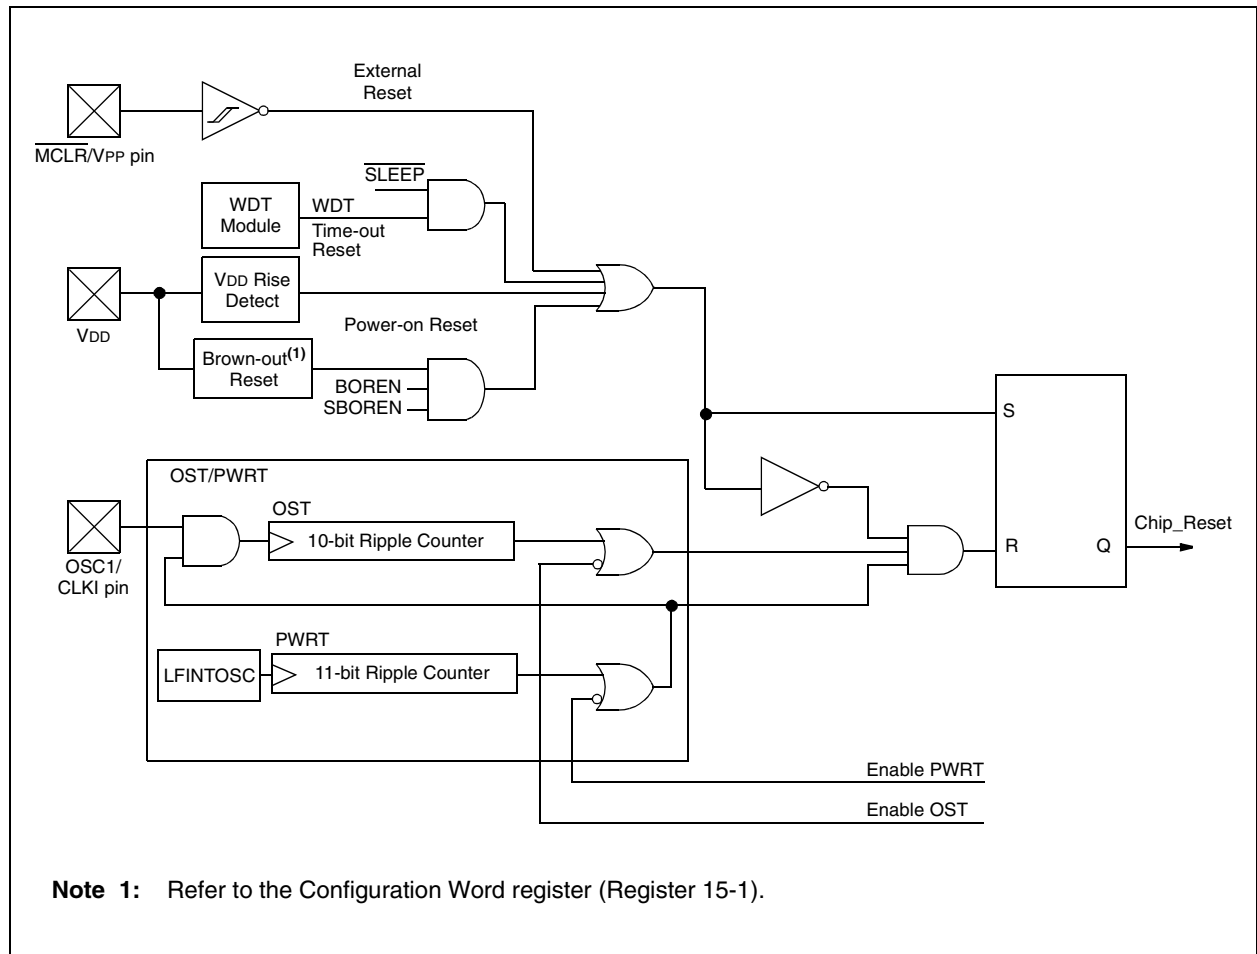 External
Reset
MCLR/VPP pin
SLEEP
WDT
Module
WDT
Time-out
Reset
VDD Rise
Detect
VDD
Power-on Reset
Brown-out(1)
Reset
BOREN
SBOREN
S
OST/PWRT
OST
10-bit Ripple Counter
OSC1/
CLKI pin
Chip_Reset
R
Q
PWRT
LFINTOSC
11-bit Ripple Counter
Enable PWRT
Enable OST
Note 1: Refer to the Configuration Word register (Register 15-1).